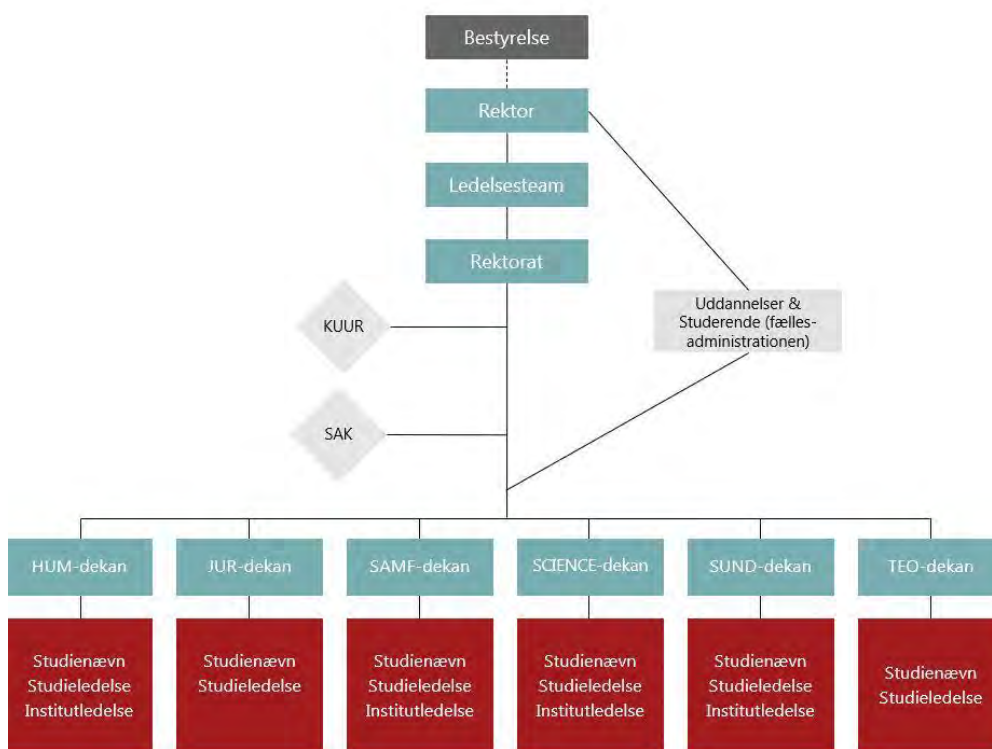 Bestyrelse
Rektor
Ledelsesteam
Rektorat
KUUR
Uddannelser &
Studerende (fælles-
administrationen)
SAK
HUM-dekan
JUR-dekan
SAMF-dekan
SCIENCE-dekan
SUND-dekan
TEO-dekan
Studienævn
Studieledelse
Institutledelse
Studienævn
Studieledelse
Studienævn
Studieledelse
Institutledelse
Studienævn
Studieledelse
Institutledelse
Studienævn
Studieledelse
Institutledelse
Studienævn
Studieledelse